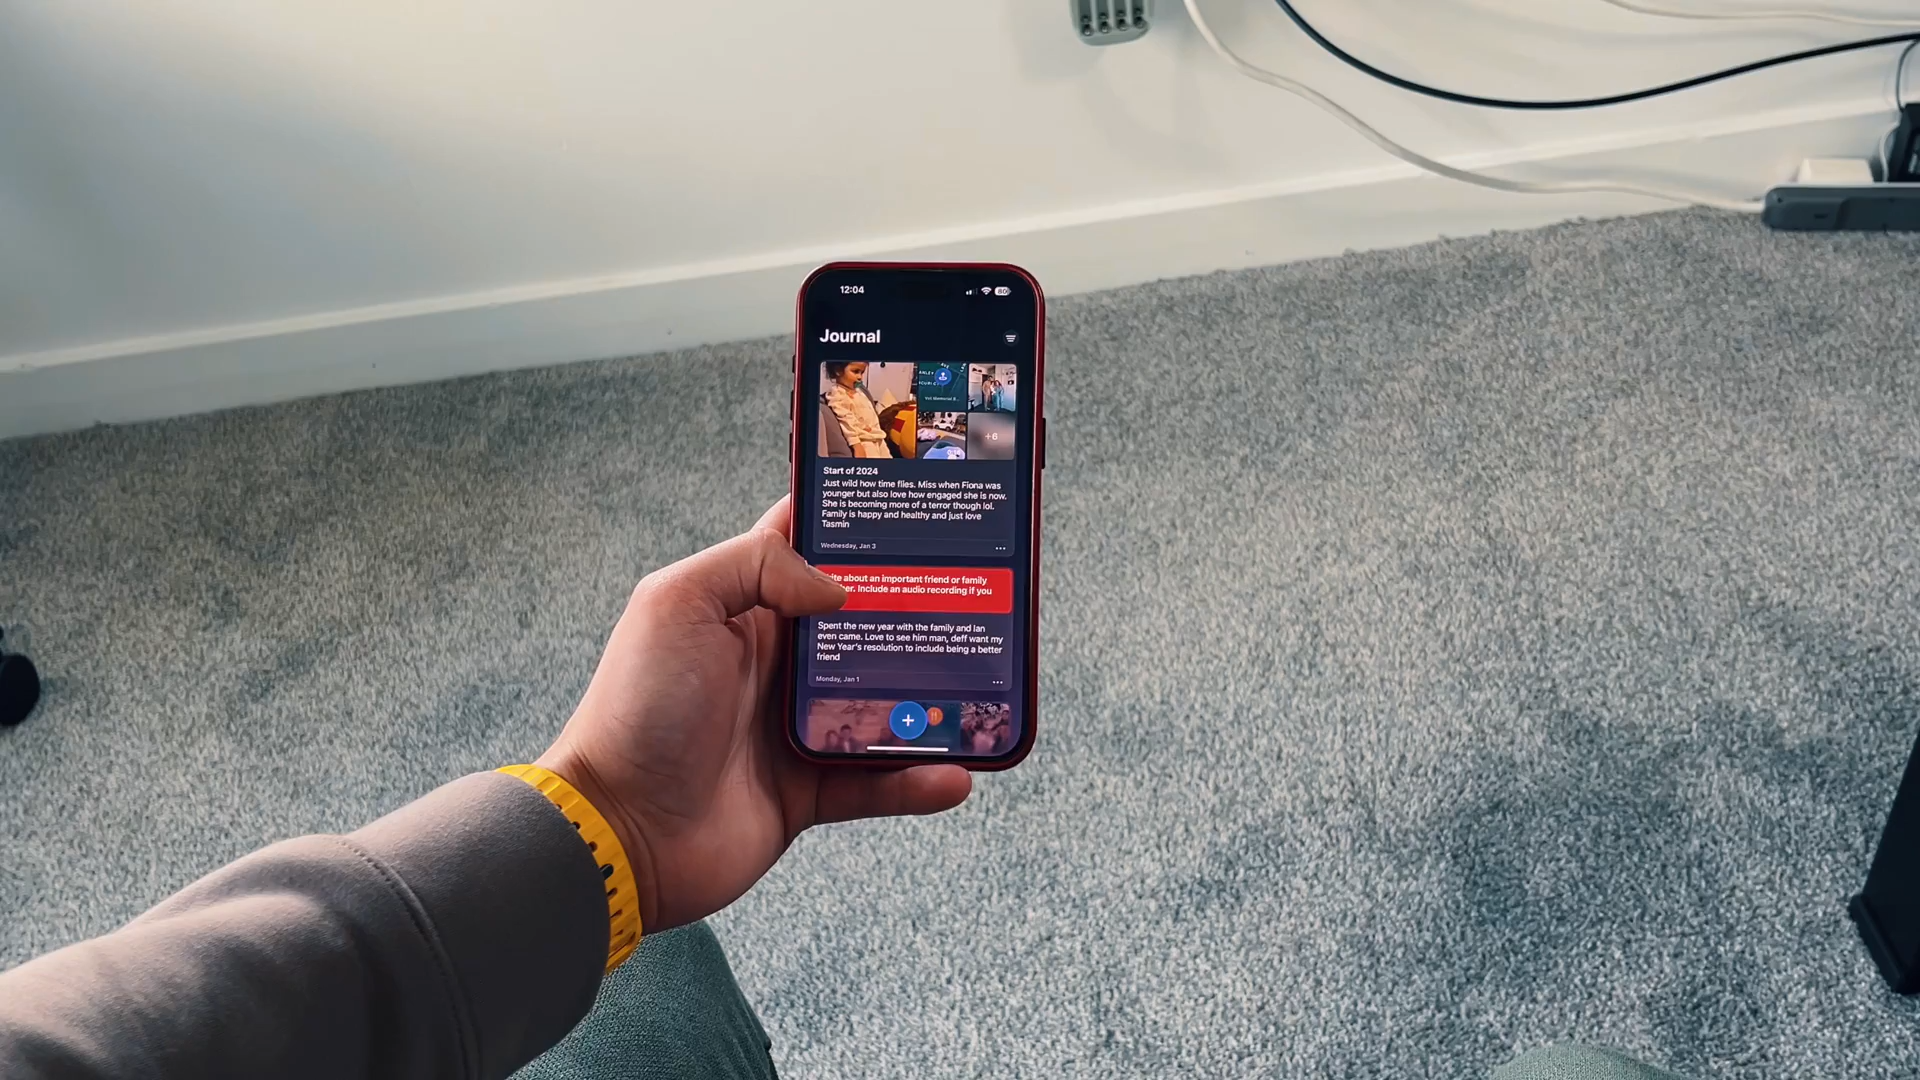 12:04
80
Journal
ANLEY
Vet Memorial B...
+6
Start of 2024
Just wild how time flies. Miss when Fiona was
younger but also love how engaged she is now.
She is becoming more of a terror though lol.
Family is happy and healthy and just love
Tasmin
Wednesday, Jan 3
about an important friend or family
Include an audio recording if you
Spent the new year with the family and Ian
even came. Love to see him man, deff want my
New Year's resolution to include being a better
friend
Monday, Jan 1